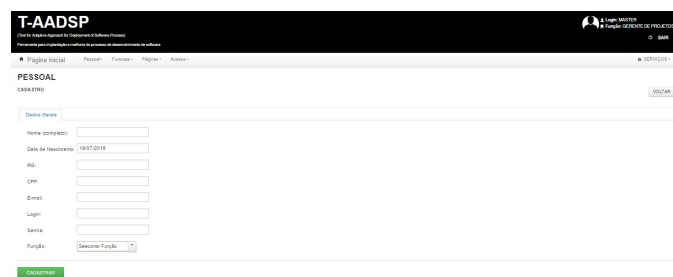 T-AADSP
(Tool for Adaptive Approach for Deployment of Software Process)
Ferramenta para implantação e melhoria do processo de desenvolvimento de software
Login: MASTER
Função: GERENTE DE PROJETOS
SAIR
Página inicial Pessoal Funcoes Páginas Acesso SERVIÇOS
PESSOAL
CADASTRO
VOLTAR
Dados Gerais
Nome (completo):
Data de Nascimento 19/07/2016
RG:
CPF:
E-mail:
Login:
Senha:
Função: Selecionar Função
CADASTRAR